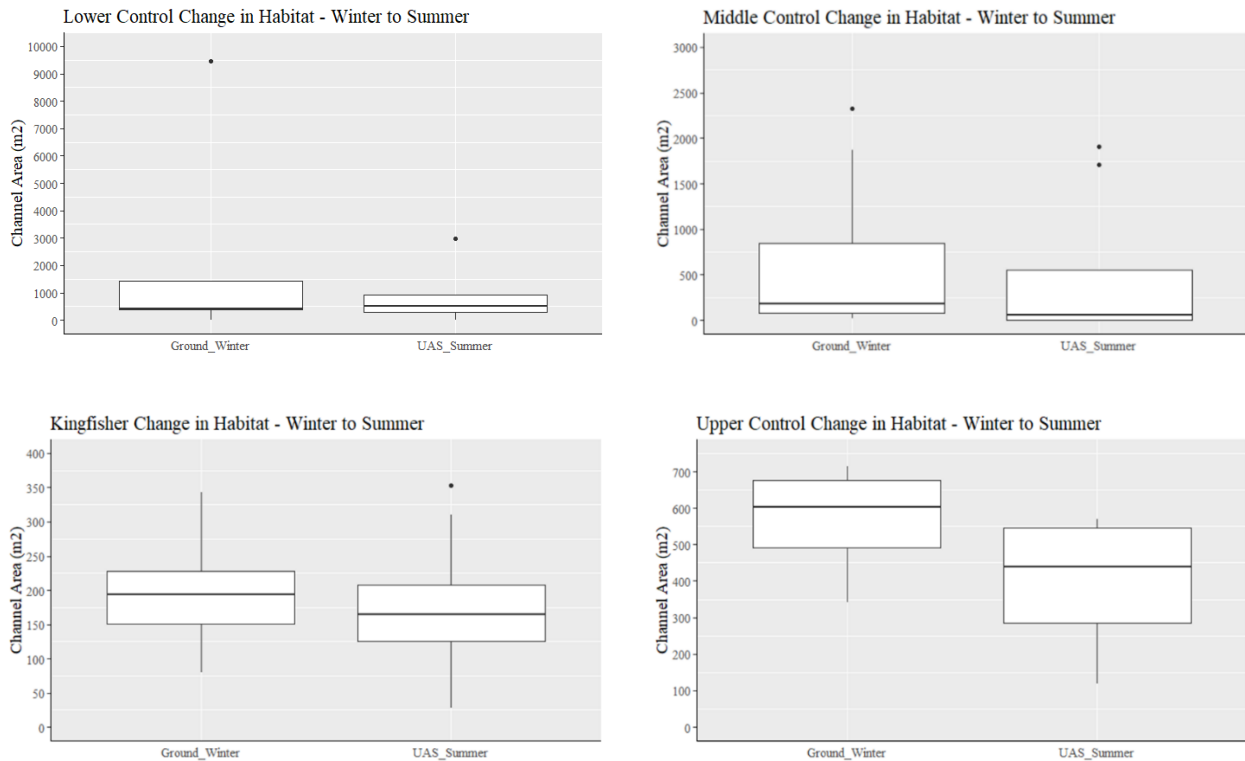 Lower Control Change in Habitat - Winter to Summer
Channel Area (m2)
10000
9000
8000
7000
6000
5000
4000
3000
2000
1000
0
Ground_Winter
UAS_Summer
Middle Control Change in Habitat - Winter to Summer
Channel Area (m2)
3000
2500
2000
1500
1000
500
0
Ground_Winter
UAS_Summer
Kingfisher Change in Habitat - Winter to Summer
Channel Area (m2)
400
350
300
250
200
150
100
50
0
Ground_Winter
UAS_Summer
Upper Control Change in Habitat - Winter to Summer
Channel Area (m2)
700
600
500
400
300
200
100
0
Ground_Winter
UAS_Summer